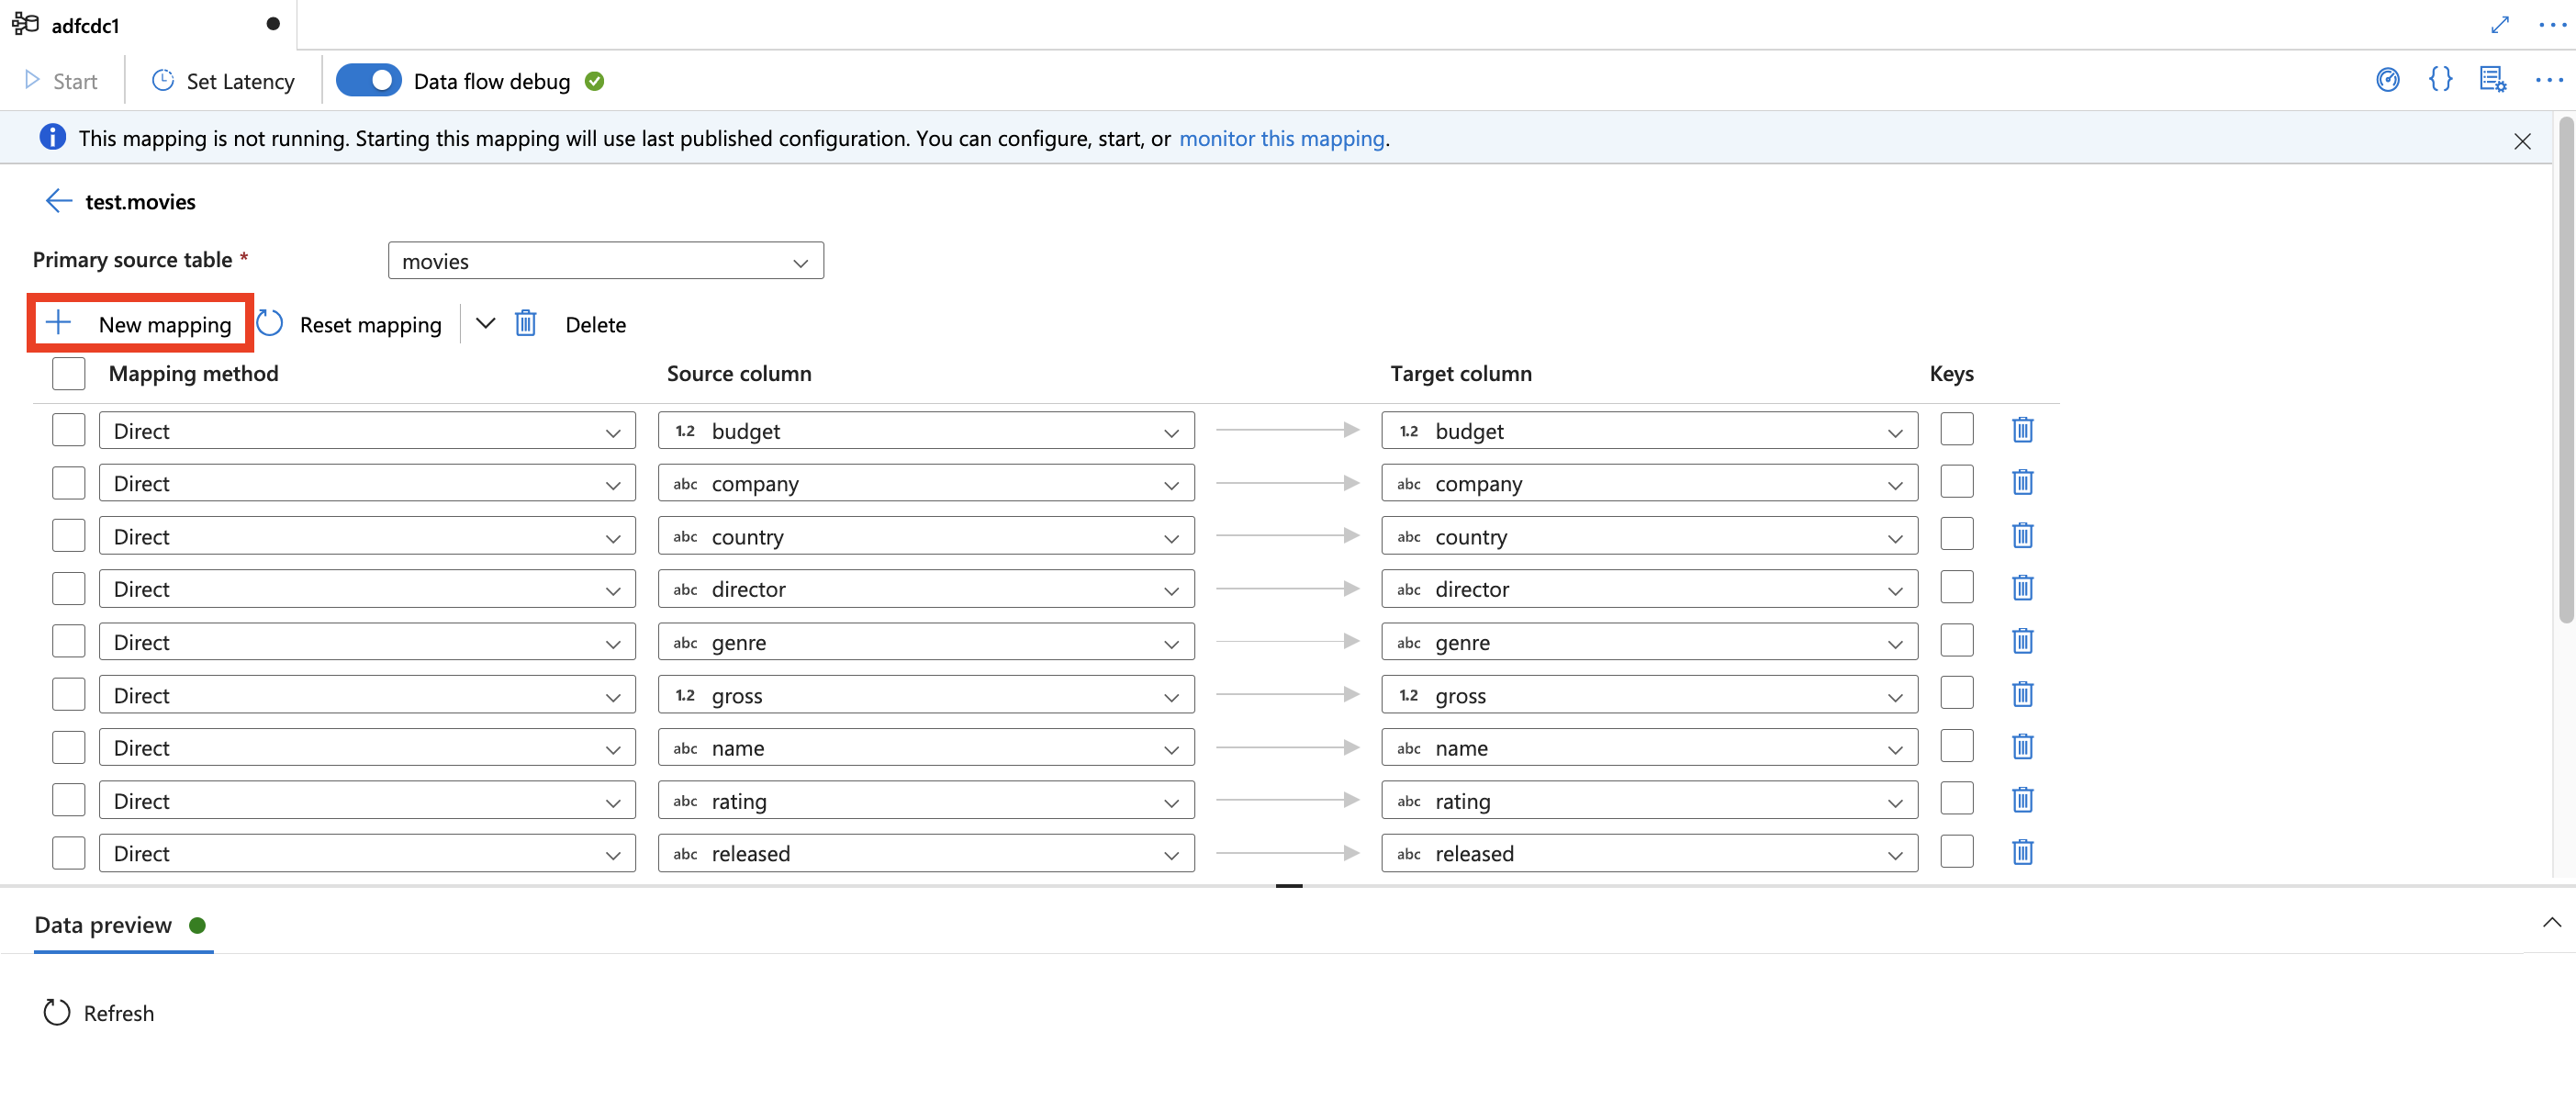 adfcdc1
Start Set Latency Data flow debug
This mapping is not running. Starting this mapping will use last published configuration. You can configure, start, or monitor this mapping.
test.movies
Primary source table * movies
New mapping Reset mapping Delete
Mapping method Source column Target column Keys
Direct 1.2 budget 1.2 budget
Direct abc company abc company
Direct abc country abc country
Direct abc director abc director
Direct abc genre abc genre
Direct 1.2 gross 1.2 gross
Direct abc name abc name
Direct abc rating abc rating
Direct abc released abc released
Data preview
Refresh